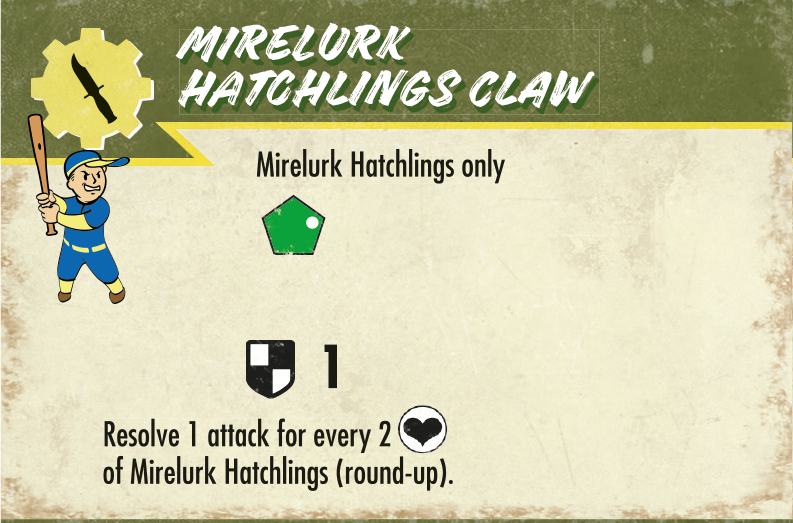 MIRELURK
HATCHLINGS CLAW
Mirelurk Hatchlings only
1
Resolve 1 attack for every 2
of Mirelurk Hatchlings (round-up).